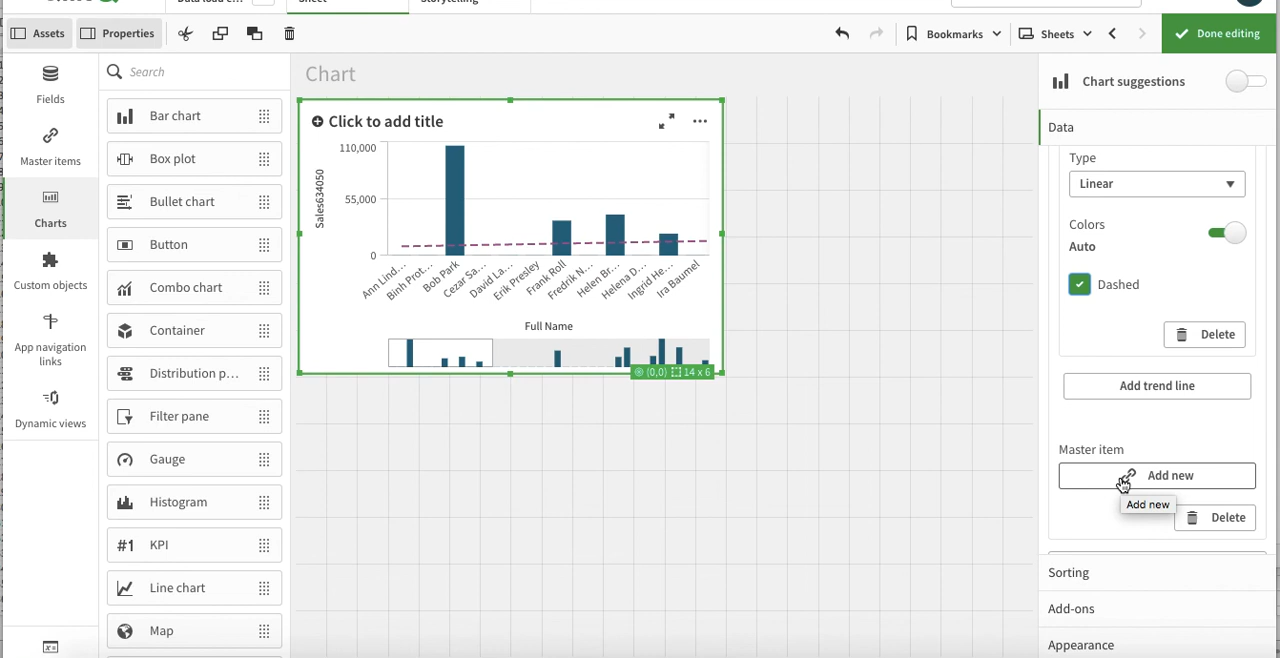 Sheet
Storytelling
Assets
Properties
Bookmarks
Sheets
Done editing
Fields
Master items
Charts
Custom objects
App navigation
links
Dynamic views
Search
Bar chart
Box plot
Bullet chart
Button
Combo chart
Container
Distribution p...
Filter pane
Gauge
Histogram
#1 KPI
Line chart
Map
Chart
Click to add title
Sales634050
110,000
55,000
0
Ann Lind...
Binh Prot...
Bob Park
Cezar Sa...
David La...
Erik Presley
Frank Roll
Fredrik N...
Helen Br...
Helena D...
Ingrid He...
Ira Baumel
Full Name
(0,0) 14 x 6
Chart suggestions
Data
Type
Linear
Colors
Auto
Dashed
Delete
Add trend line
Master item
Add new
Add new
Delete
Sorting
Add-ons
Appearance